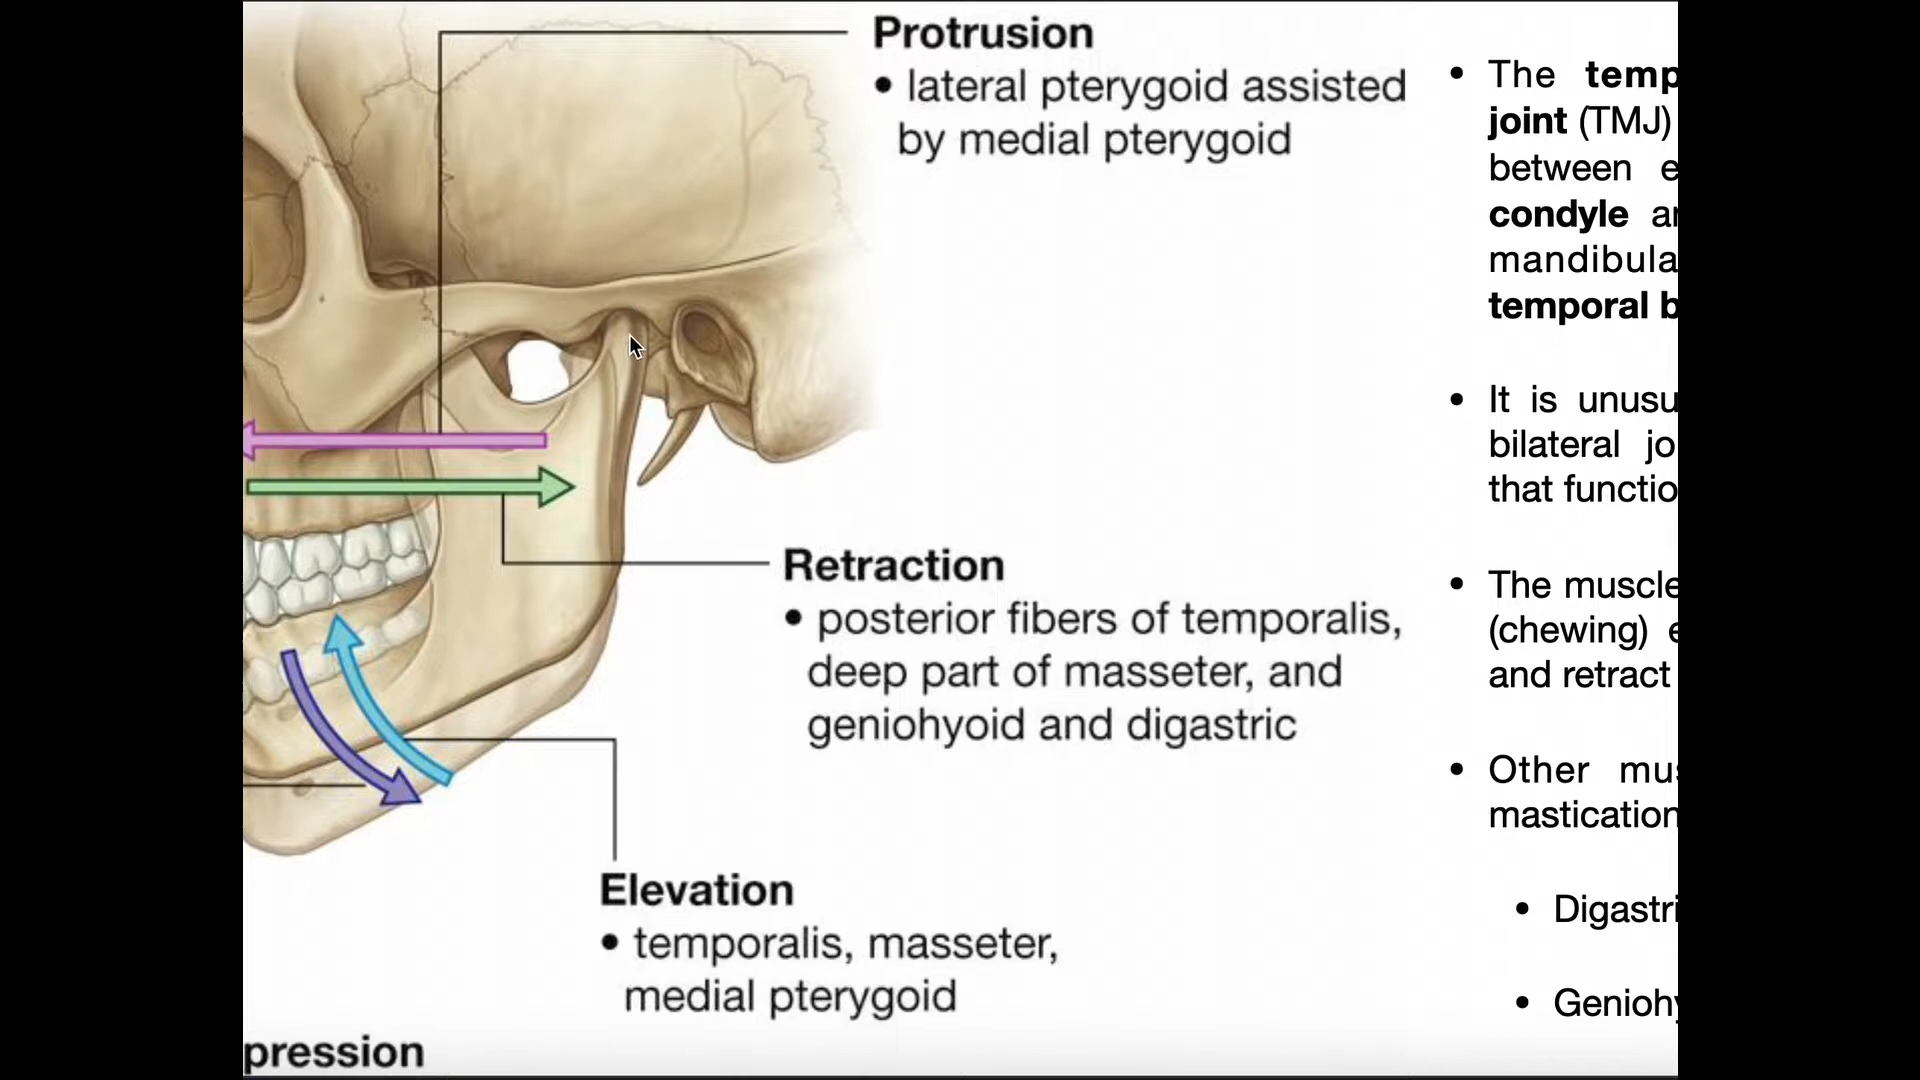 Protrusion
• lateral pterygoid assisted
by medial pterygoid
Retraction
• posterior fibers of temporalis,
deep part of masseter, and
geniohyoid and digastric
Elevation
• temporalis, masseter,
medial pterygoid
pression
• The temp
joint (TMJ)
between e
condyle ar
mandibula
temporal b
• It is unusu
bilateral jo
that functio
• The muscle
(chewing) e
and retract
• Other mus
mastication
• Digastri
• Geniohy